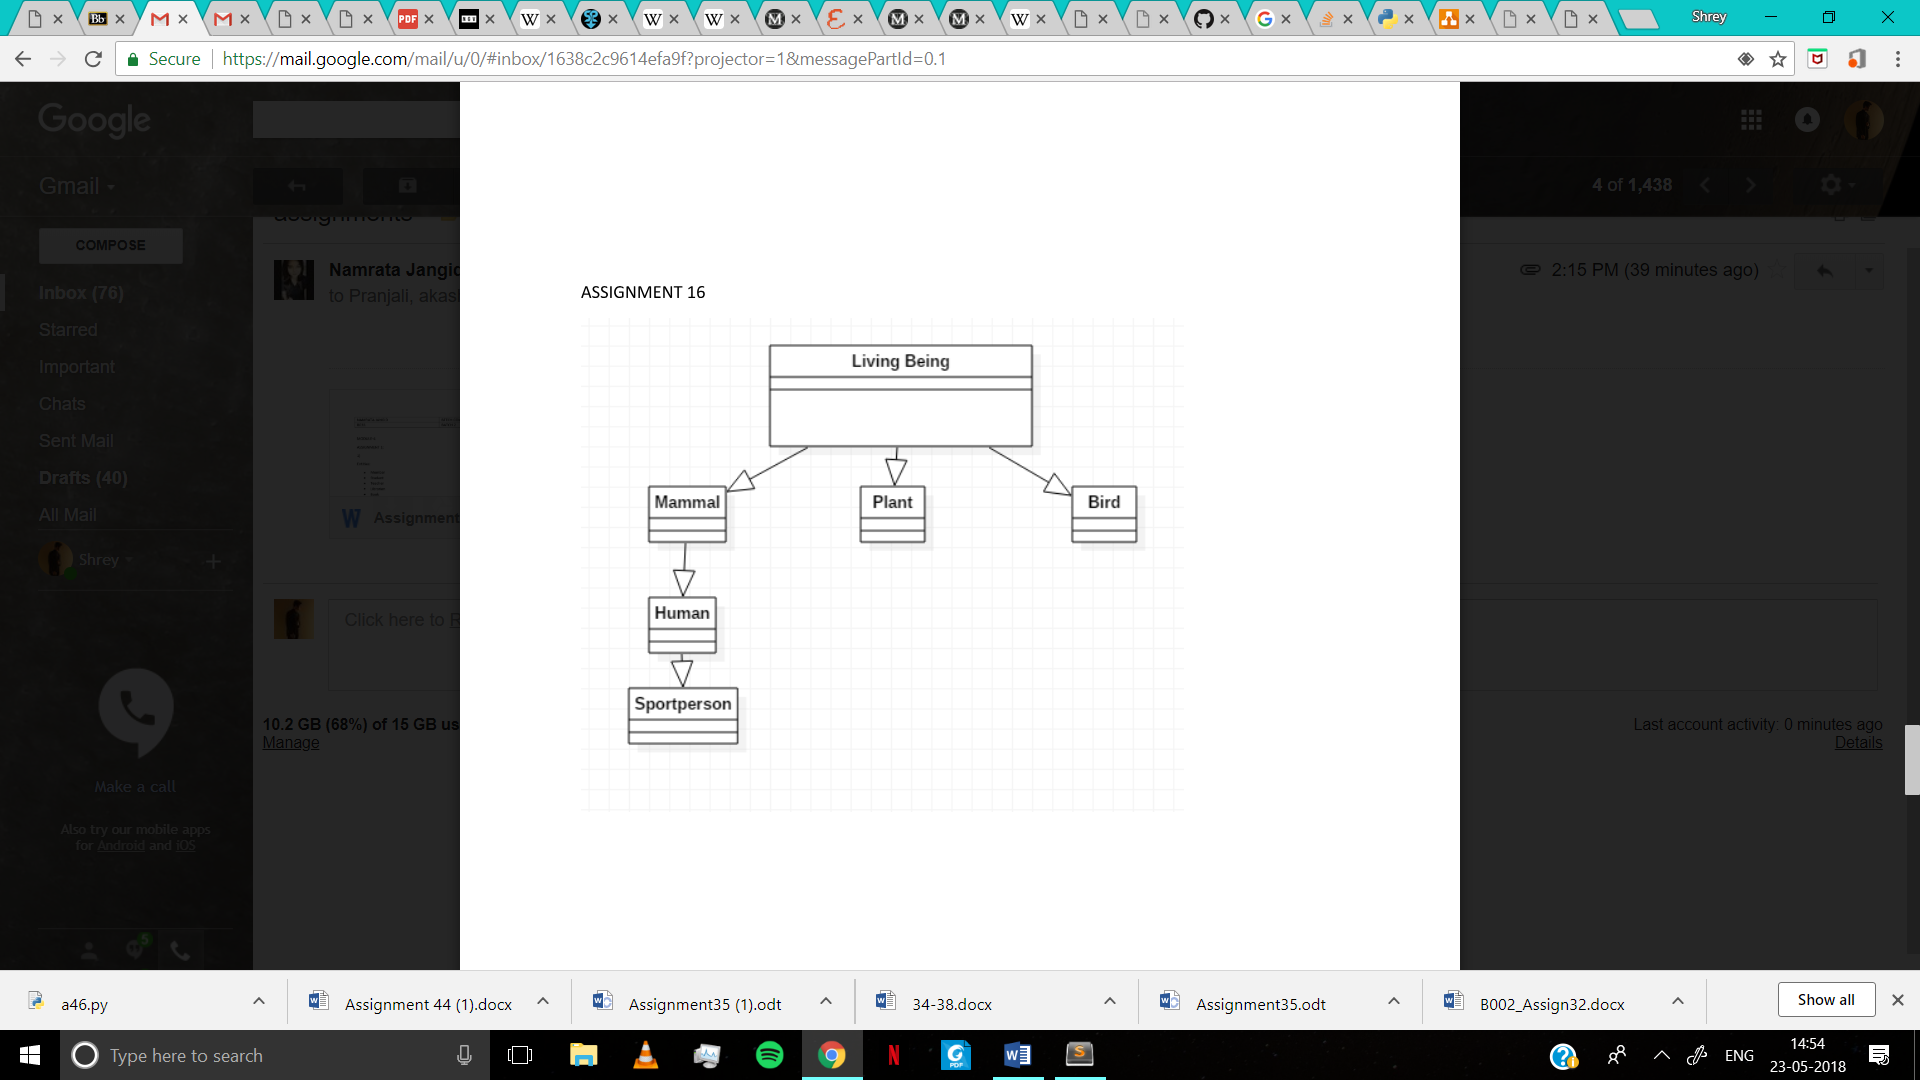 Shrey
Secure
https://mail.google.com/mail/u/0/#inbox/1638c2c9614efa9f?projector=1&messagePartId=0.1
Google
Gmail
4 of 1,438
assignments
COMPOSE
Namrata Jangid
to Pranjali,
2:15 PM (39 minutes ago)
Inbox (76)
Starred
Important
Chats
Sent Mail
Drafts (40)
All Mail
Assignment
Shrey
Click here to
10.2 GB (68%) of 15 GB
Manage
Last account activity: 0 minutes ago
Details
Make a call
Also try our mobile apps
for Android and iOS
5
ASSIGNMENT 16
Living Being
Mammal
Plant
Bird
Human
Sportperson
a46.py
Assignment 44 (1).docx
Assignment35 (1).odt
34-38.docx
Assignment35.odt
B002_Assign32.docx
Show all
Type here to search
ENG
14:54
23-05-2018